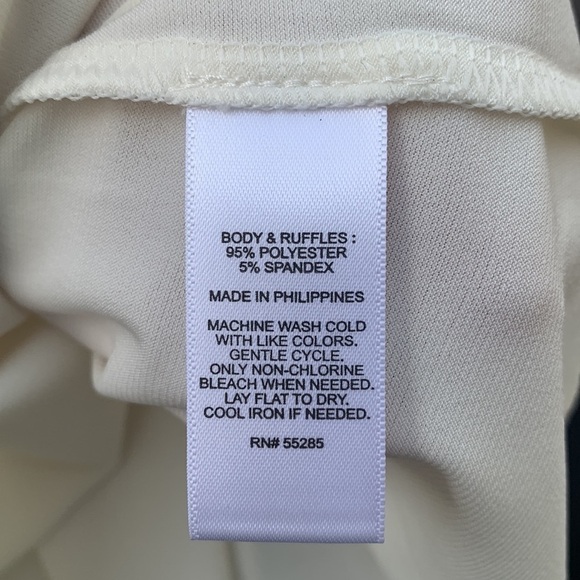 BODY & RUFFLES :
95% POLYESTER
5% SPANDEX
MADE IN PHILIPPINES
MACHINE WASH COLD
WITH LIKE COLORS.
GENTLE CYCLE.
ONLY NON-CHLORINE
BLEACH WHEN NEEDED.
LAY FLAT TO DRY.
COOL IRON IF NEEDED.
RN# 55285